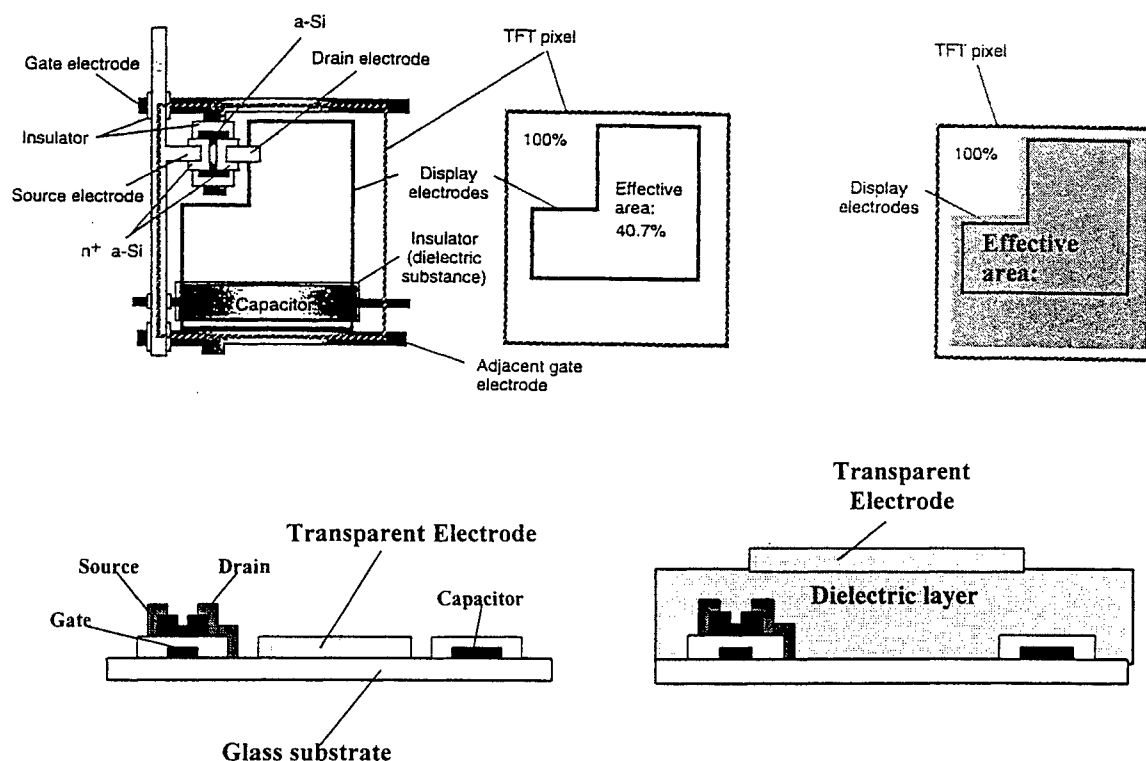 a-Si
Gate electrode
Drain electrode
Insulator
Source electrode
n+ a-Si
Capacitor
TFT pixel
Display
electrodes
Insulator
(dielectric
substance)
Adjacent gate
electrode
100%
Effective
area:
40.7%
TFT pixel
100%
Display
electrodes
Effective
area:
Transparent Electrode
Source
Drain
Gate
Capacitor
Glass substrate
Transparent
Electrode
Dielectric layer